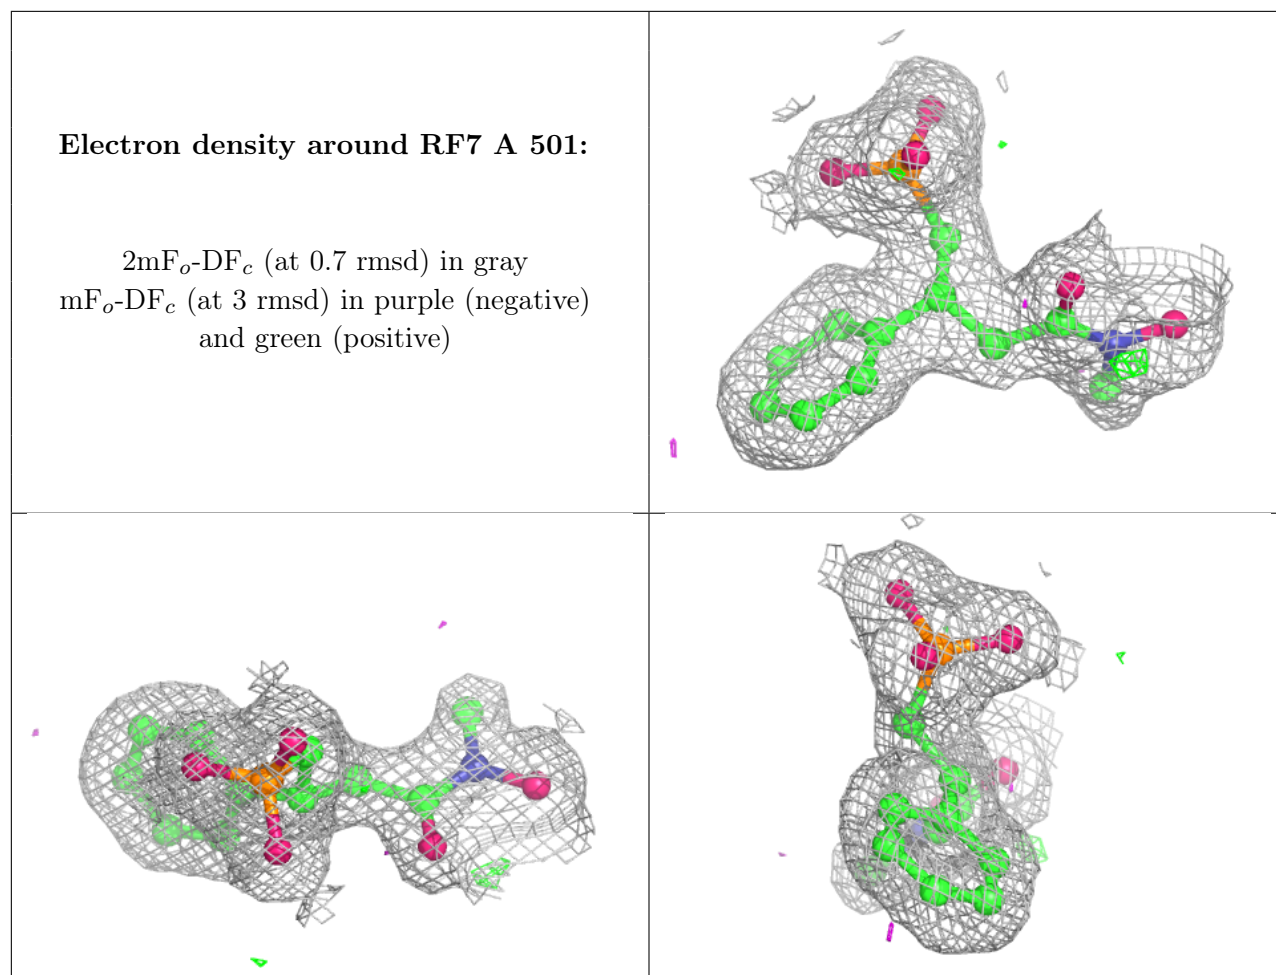 Electron density around RF7 A 501:
2mFo-DFc (at 0.7 rmsd) in gray
mFo-DFc (at 3 rmsd) in purple (negative)
and green (positive)